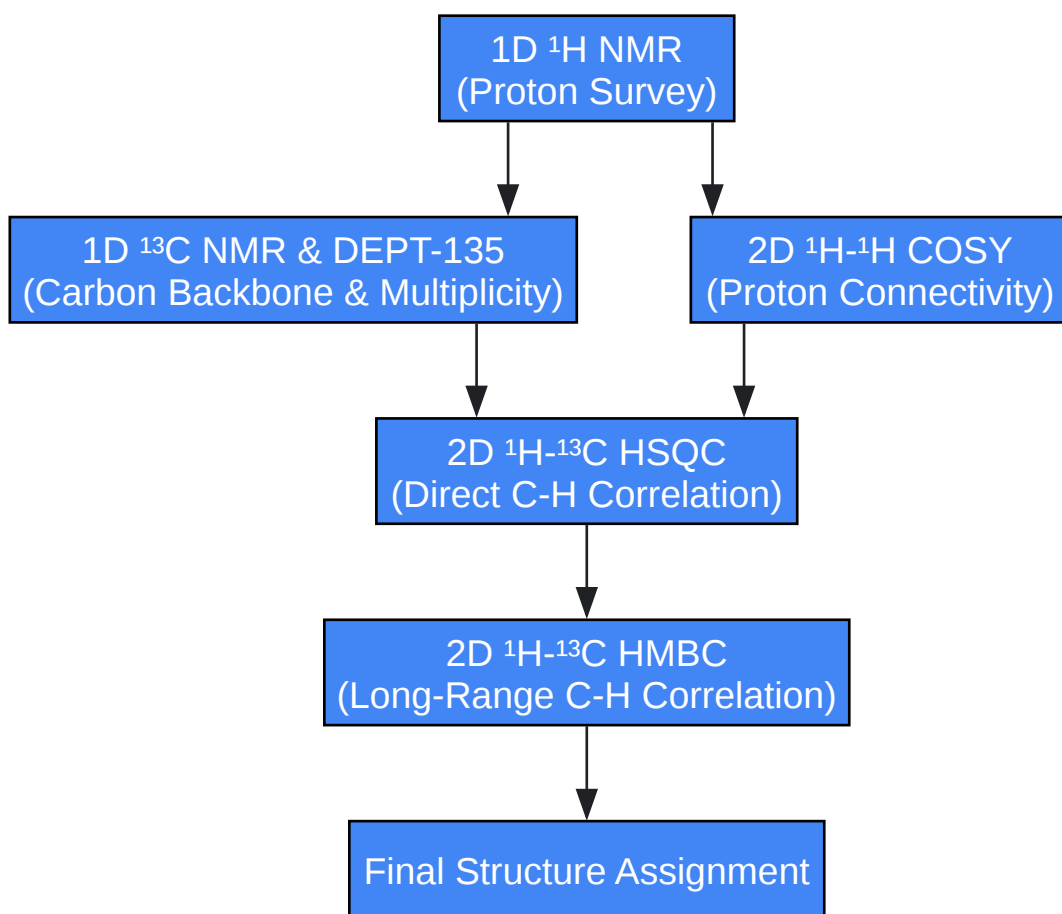 1D ¹H NMR
(Proton Survey)
1D ¹³C NMR & DEPT-135
(Carbon Backbone & Multiplicity)
2D ¹H-¹H COSY
(Proton Connectivity)
2D ¹H-¹³C HSQC
(Direct C-H Correlation)
2D ¹H-¹³C HMBC
(Long-Range C-H Correlation)
Final Structure Assignment